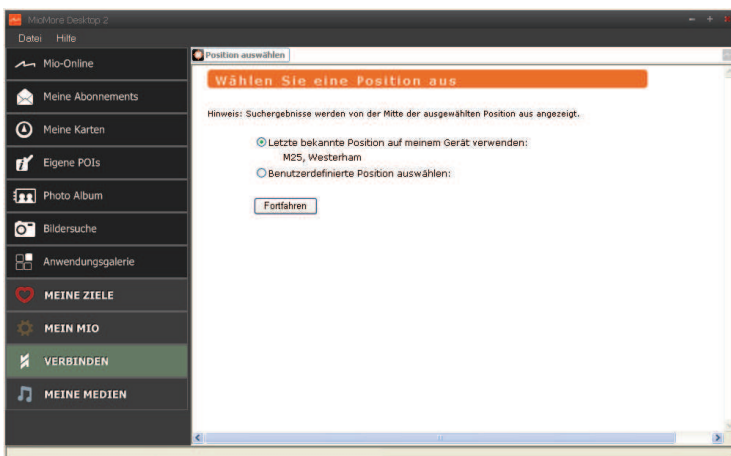 MioMore Desktop 2
Datei Hilfe
Mio-Online
Meine Abonnements
Meine Karten
Eigene POIs
Photo Album
Bildersuche
Anwendungsgalerie
MEINE ZIELE
MEIN MIO
VERBINDEN
MEINE MEDIEN
Position auswählen
Wählen Sie eine Position aus
Hinweis: Suchergebnisse werden von der Mitte der ausgewählten Position aus angezeigt.
Letzte bekannte Position auf meinem Gerät verwenden:
M25, Westerham
Benutzerdefinierte Position auswählen:
Fortfahren